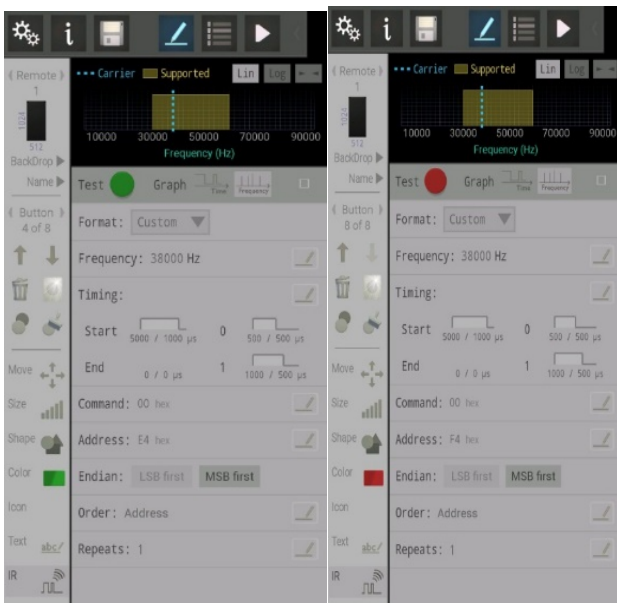 i
‹ Remote ›
1
1024
512
BackDrop ▶
Name ▶
‹ Button ›
4 of 8
Move
Size
Shape
Color
Icon
Text
abc/
IR
Carrier Supported Lin Log
10000 30000 50000 70000 90000
Frequency (Hz)
Test Graph Time Frequency
Format: Custom
Frequency: 38000 Hz
Timing:
Start 5000 / 1000 µs 0 500 / 500 µs
End 0 / 0 µs 1 1000 / 500 µs
Command: 00 hex
Address: E4 hex
Endian: LSB first MSB first
Order: Address
Repeats: 1
i
‹ Remote ›
1
1024
512
BackDrop ▶
Name ▶
‹ Button ›
8 of 8
Move
Size
Shape
Color
Icon
Text
abc/
IR
Carrier Supported Lin Log
10000 30000 50000 70000 90000
Frequency (Hz)
Test Graph Time Frequency
Format: Custom
Frequency: 38000 Hz
Timing:
Start 5000 / 1000 µs 0 500 / 500 µs
End 0 / 0 µs 1 1000 / 500 µs
Command: 00 hex
Address: F4 hex
Endian: LSB first MSB first
Order: Address
Repeats: 1